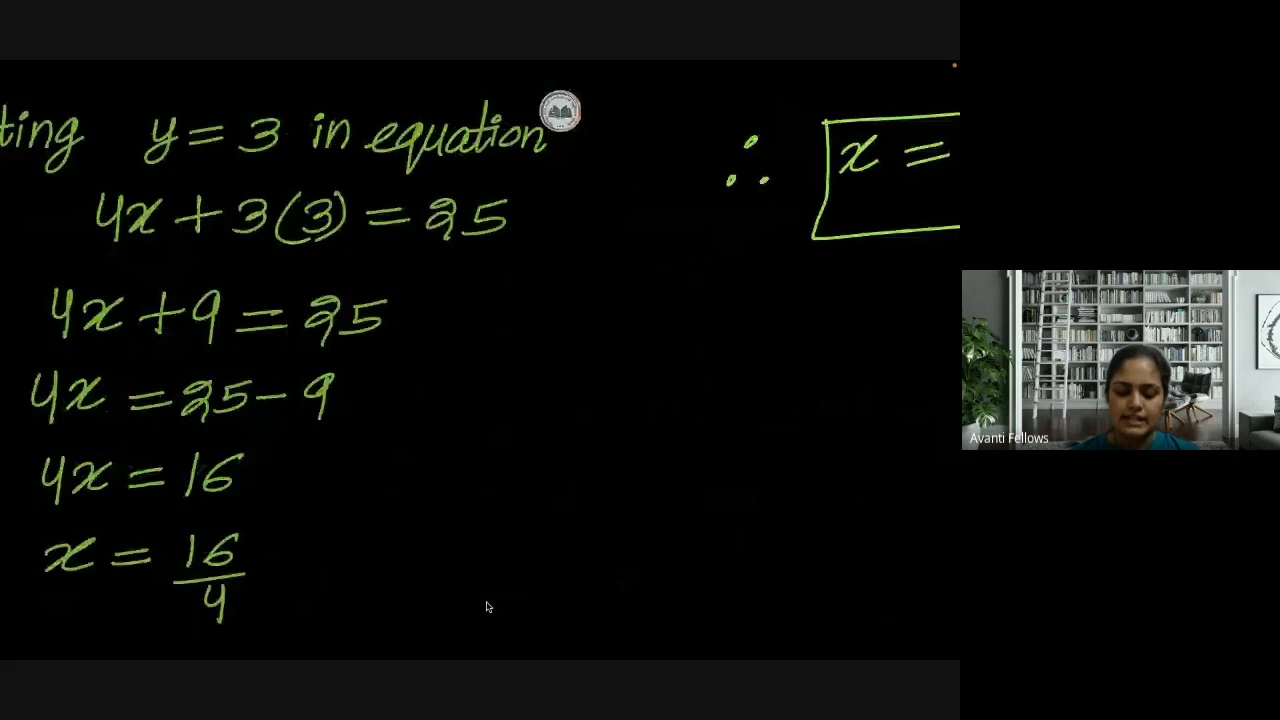 ting y = 3 in equation
4x + 3(3) = 25
4x + 9 = 25
4x = 25 - 9
4x = 16
x = 16/4
∴ x =
Avanti Fellows